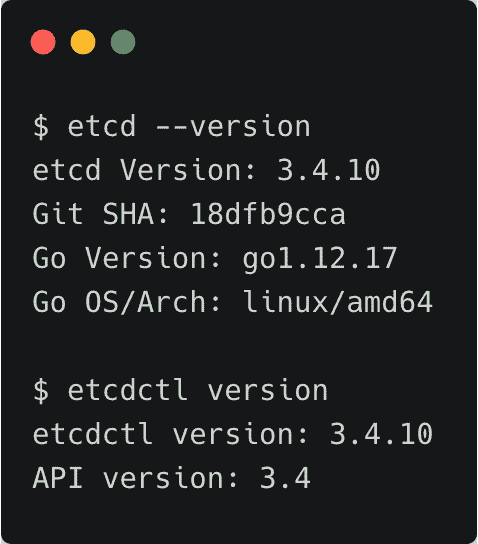 $ etcd --version
etcd Version: 3.4.10
Git SHA: 18dfb9cca
Go Version: go1.12.17
Go OS/Arch: linux/amd64

$ etcdctl version
etcdctl version: 3.4.10
API version: 3.4